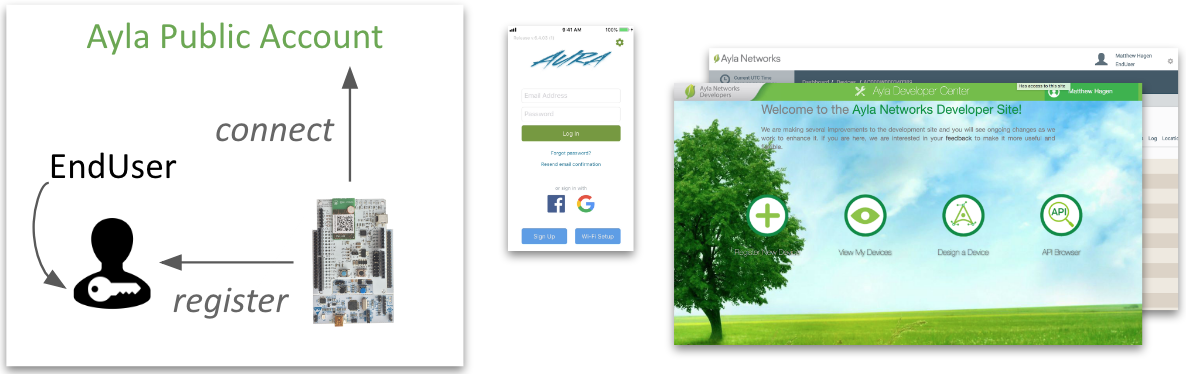 Ayla Public Account
connect
EndUser
register
9:41 AM
100%
AURA
Email Address
Password
Log in
Forgot password?
Resend email confirmation
or sign in with
Sign Up
Wi-Fi Setup
Ayla Networks
Matthew Hagen
EndUser
Current UTC Time
Dashboard / Devices /
Log
Ayla Networks
Developers
Ayla Developer Center
Has access to this site
Matthew Hagen
Welcome to the Ayla Networks Developer Site!
We are making several improvements to the development site and you will see ongoing changes as we
work to enhance it. If you are here, we are interested in your feedback to make it more useful and
Register New
View My Devices
Design a Device
API
API Browser